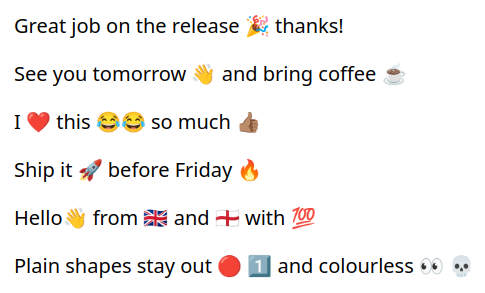 Great job on the release 🎉 thanks!
See you tomorrow 👋 and bring coffee ☕
I ❤️ this 😂😂 so much 👍🏽
Ship it 🚀 before Friday 🔥
Hello👋 from 🇬🇧 and 🏴󠁧󠁢󠁥󠁮󠁧󠁿 with 💯
Plain shapes stay out 🔴 1️⃣ and colourless 👀 💀